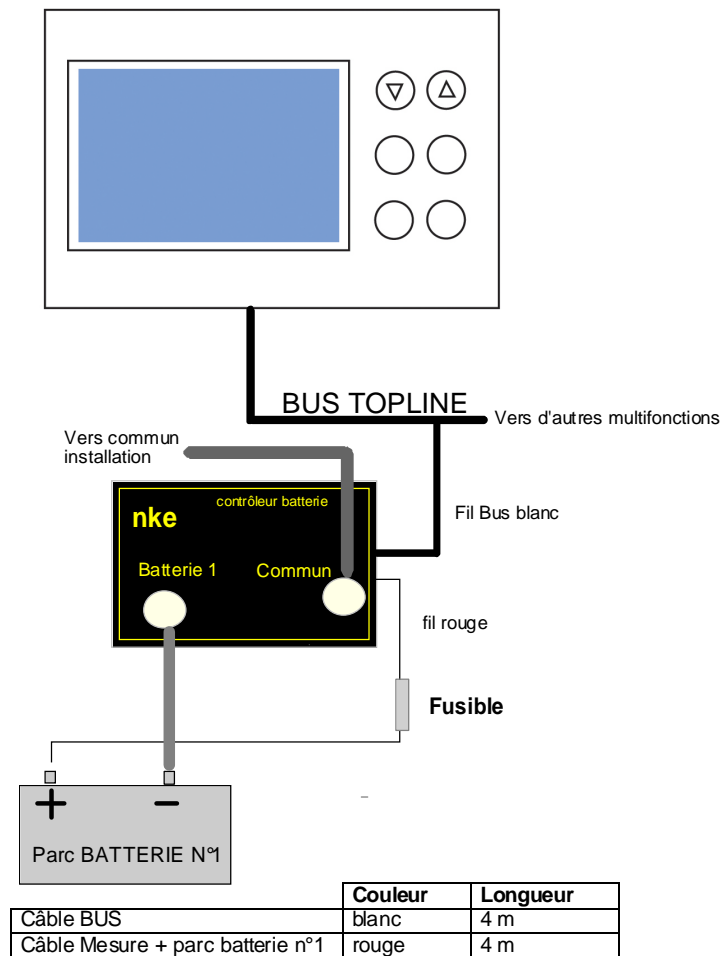 BUS TOPLINE
Vers d'autres multifonctions
Vers commun
installation
contrôleur batterie
nke
Fil Bus blanc
Batterie 1
Commun
fil rouge
Fusible
+ −
Parc BATTERIE N°1
Couleur Longueur
Câble BUS blanc 4 m
Câble Mesure + parc batterie n°1 rouge 4 m